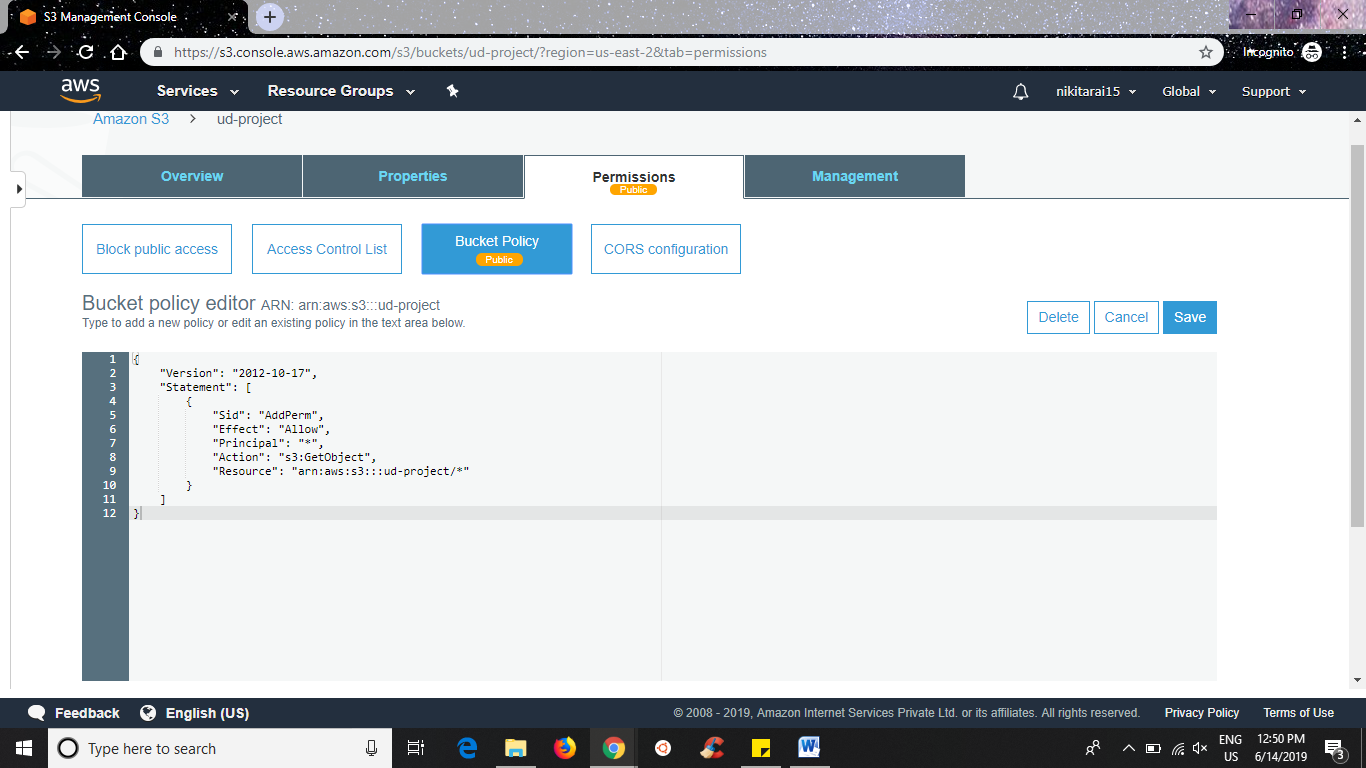 S3 Management Console
https://s3.console.aws.amazon.com/s3/buckets/ud-project/?region=us-east-2&tab=permissions
Incognito
aws
Services
Resource Groups
nikitarai15
Global
Support
Amazon S3 > ud-project
Overview
Properties
Permissions
Public
Management
Block public access
Access Control List
Bucket Policy
Public
CORS configuration
Bucket policy editor ARN: arn:aws:s3:::ud-project
Type to add a new policy or edit an existing policy in the text area below.
Delete
Cancel
Save
1 {
2 "Version": "2012-10-17",
3 "Statement": [
4 {
5 "Sid": "AddPerm",
6 "Effect": "Allow",
7 "Principal": "*",
8 "Action": "s3:GetObject",
9 "Resource": "arn:aws:s3:::ud-project/*"
10 }
11 ]
12 }
Feedback
English (US)
© 2008 - 2019, Amazon Internet Services Private Ltd. or its affiliates. All rights reserved.
Privacy Policy
Terms of Use
Type here to search
ENG
US
12:50 PM
6/14/2019
3